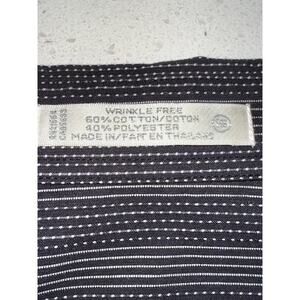 WRINKLE FREE
60% COTTON/COTON
40% POLYESTER
MADE IN/FAIT EN THAILAND